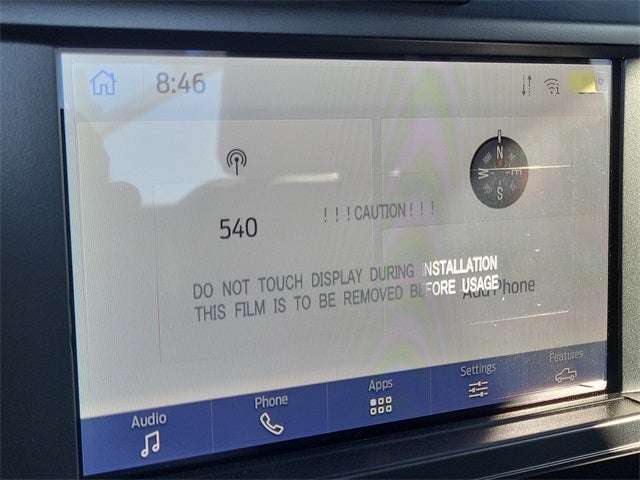 8:46
N
W E
S
540
! ! ! CAUTION ! ! !
DO NOT TOUCH DISPLAY DURING INSTALLATION
THIS FILM IS TO BE REMOVED BEFORE USAGE
Add Phone
Audio
Phone
Apps
Settings
Features